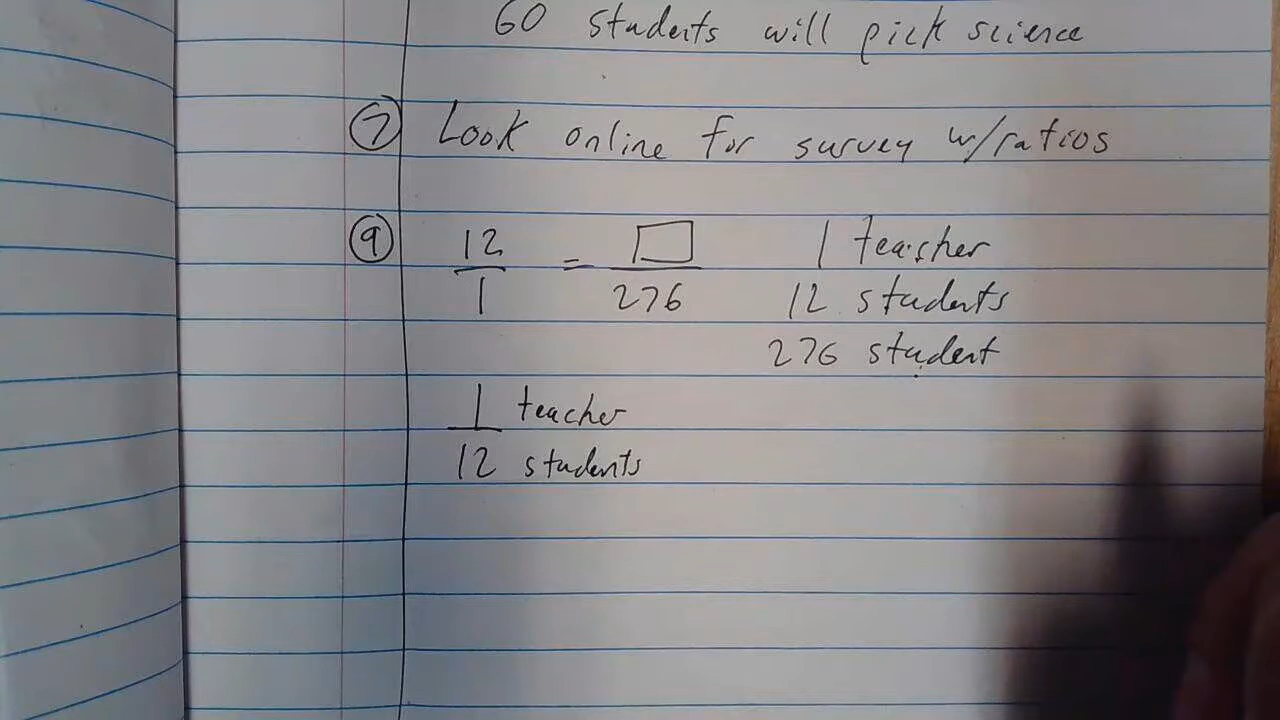 60 students will pick science
7 Look online for survey w/ratios
9 12/1 = □/276 1 teacher
12 students
276 student
1 teacher
12 students